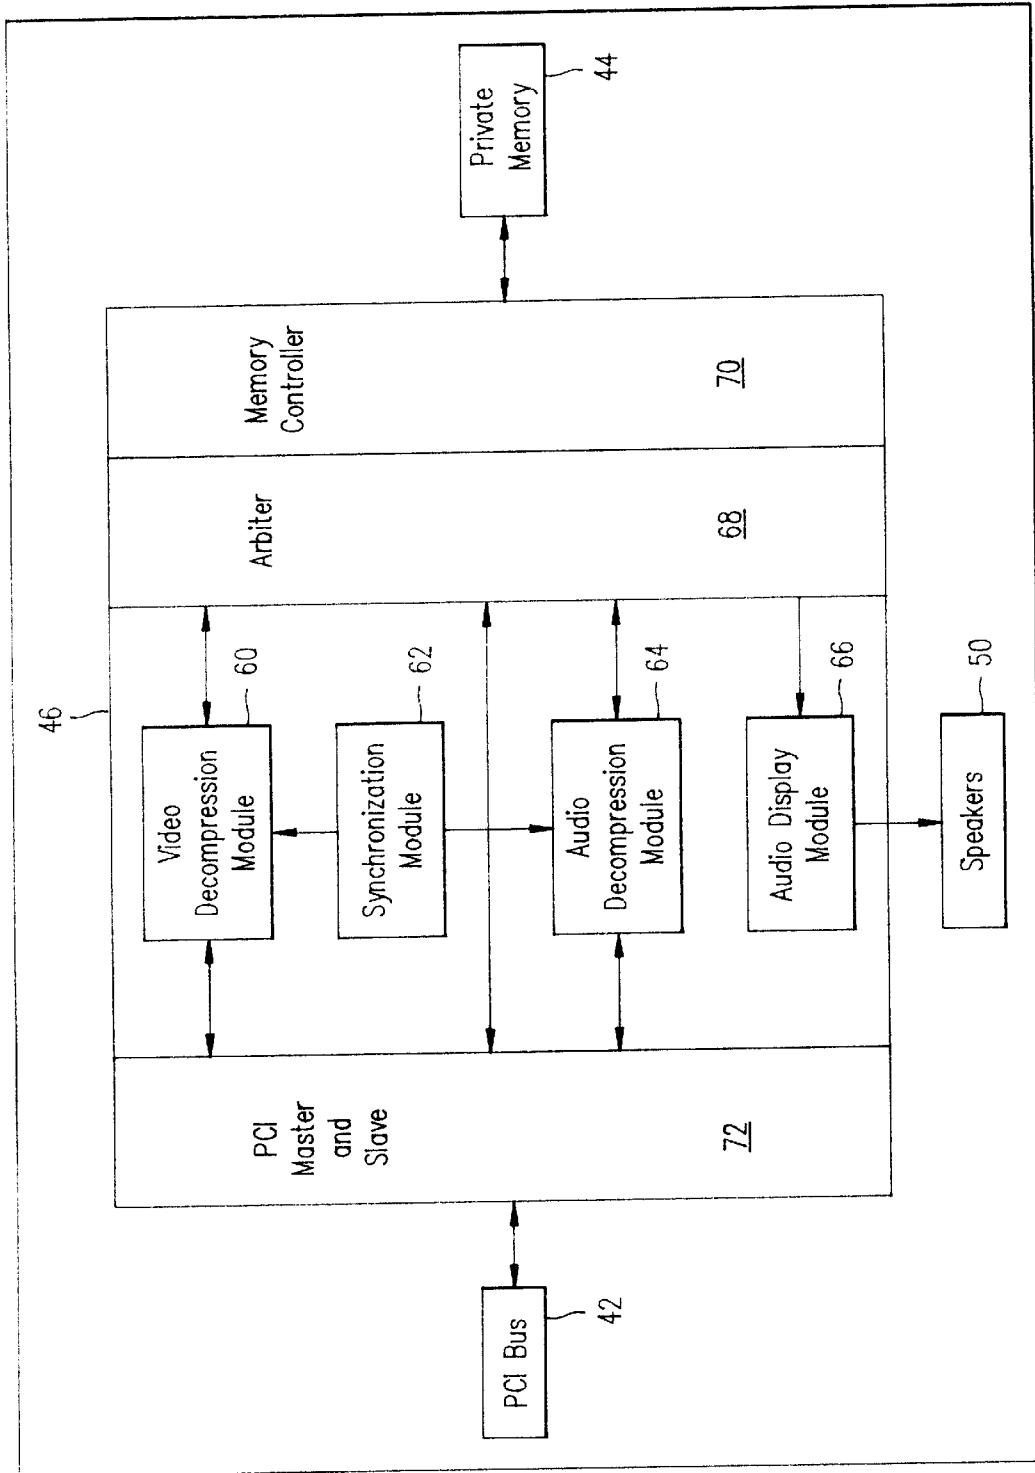 46
PCI Bus
42
PCI
Master
and
Slave
72
Video
Decompression
Module
60
Synchronization
Module
62
Audio
Decompression
Module
64
Audio Display
Module
66
Speakers
50
Arbiter
68
Memory
Controller
70
Private
Memory
44